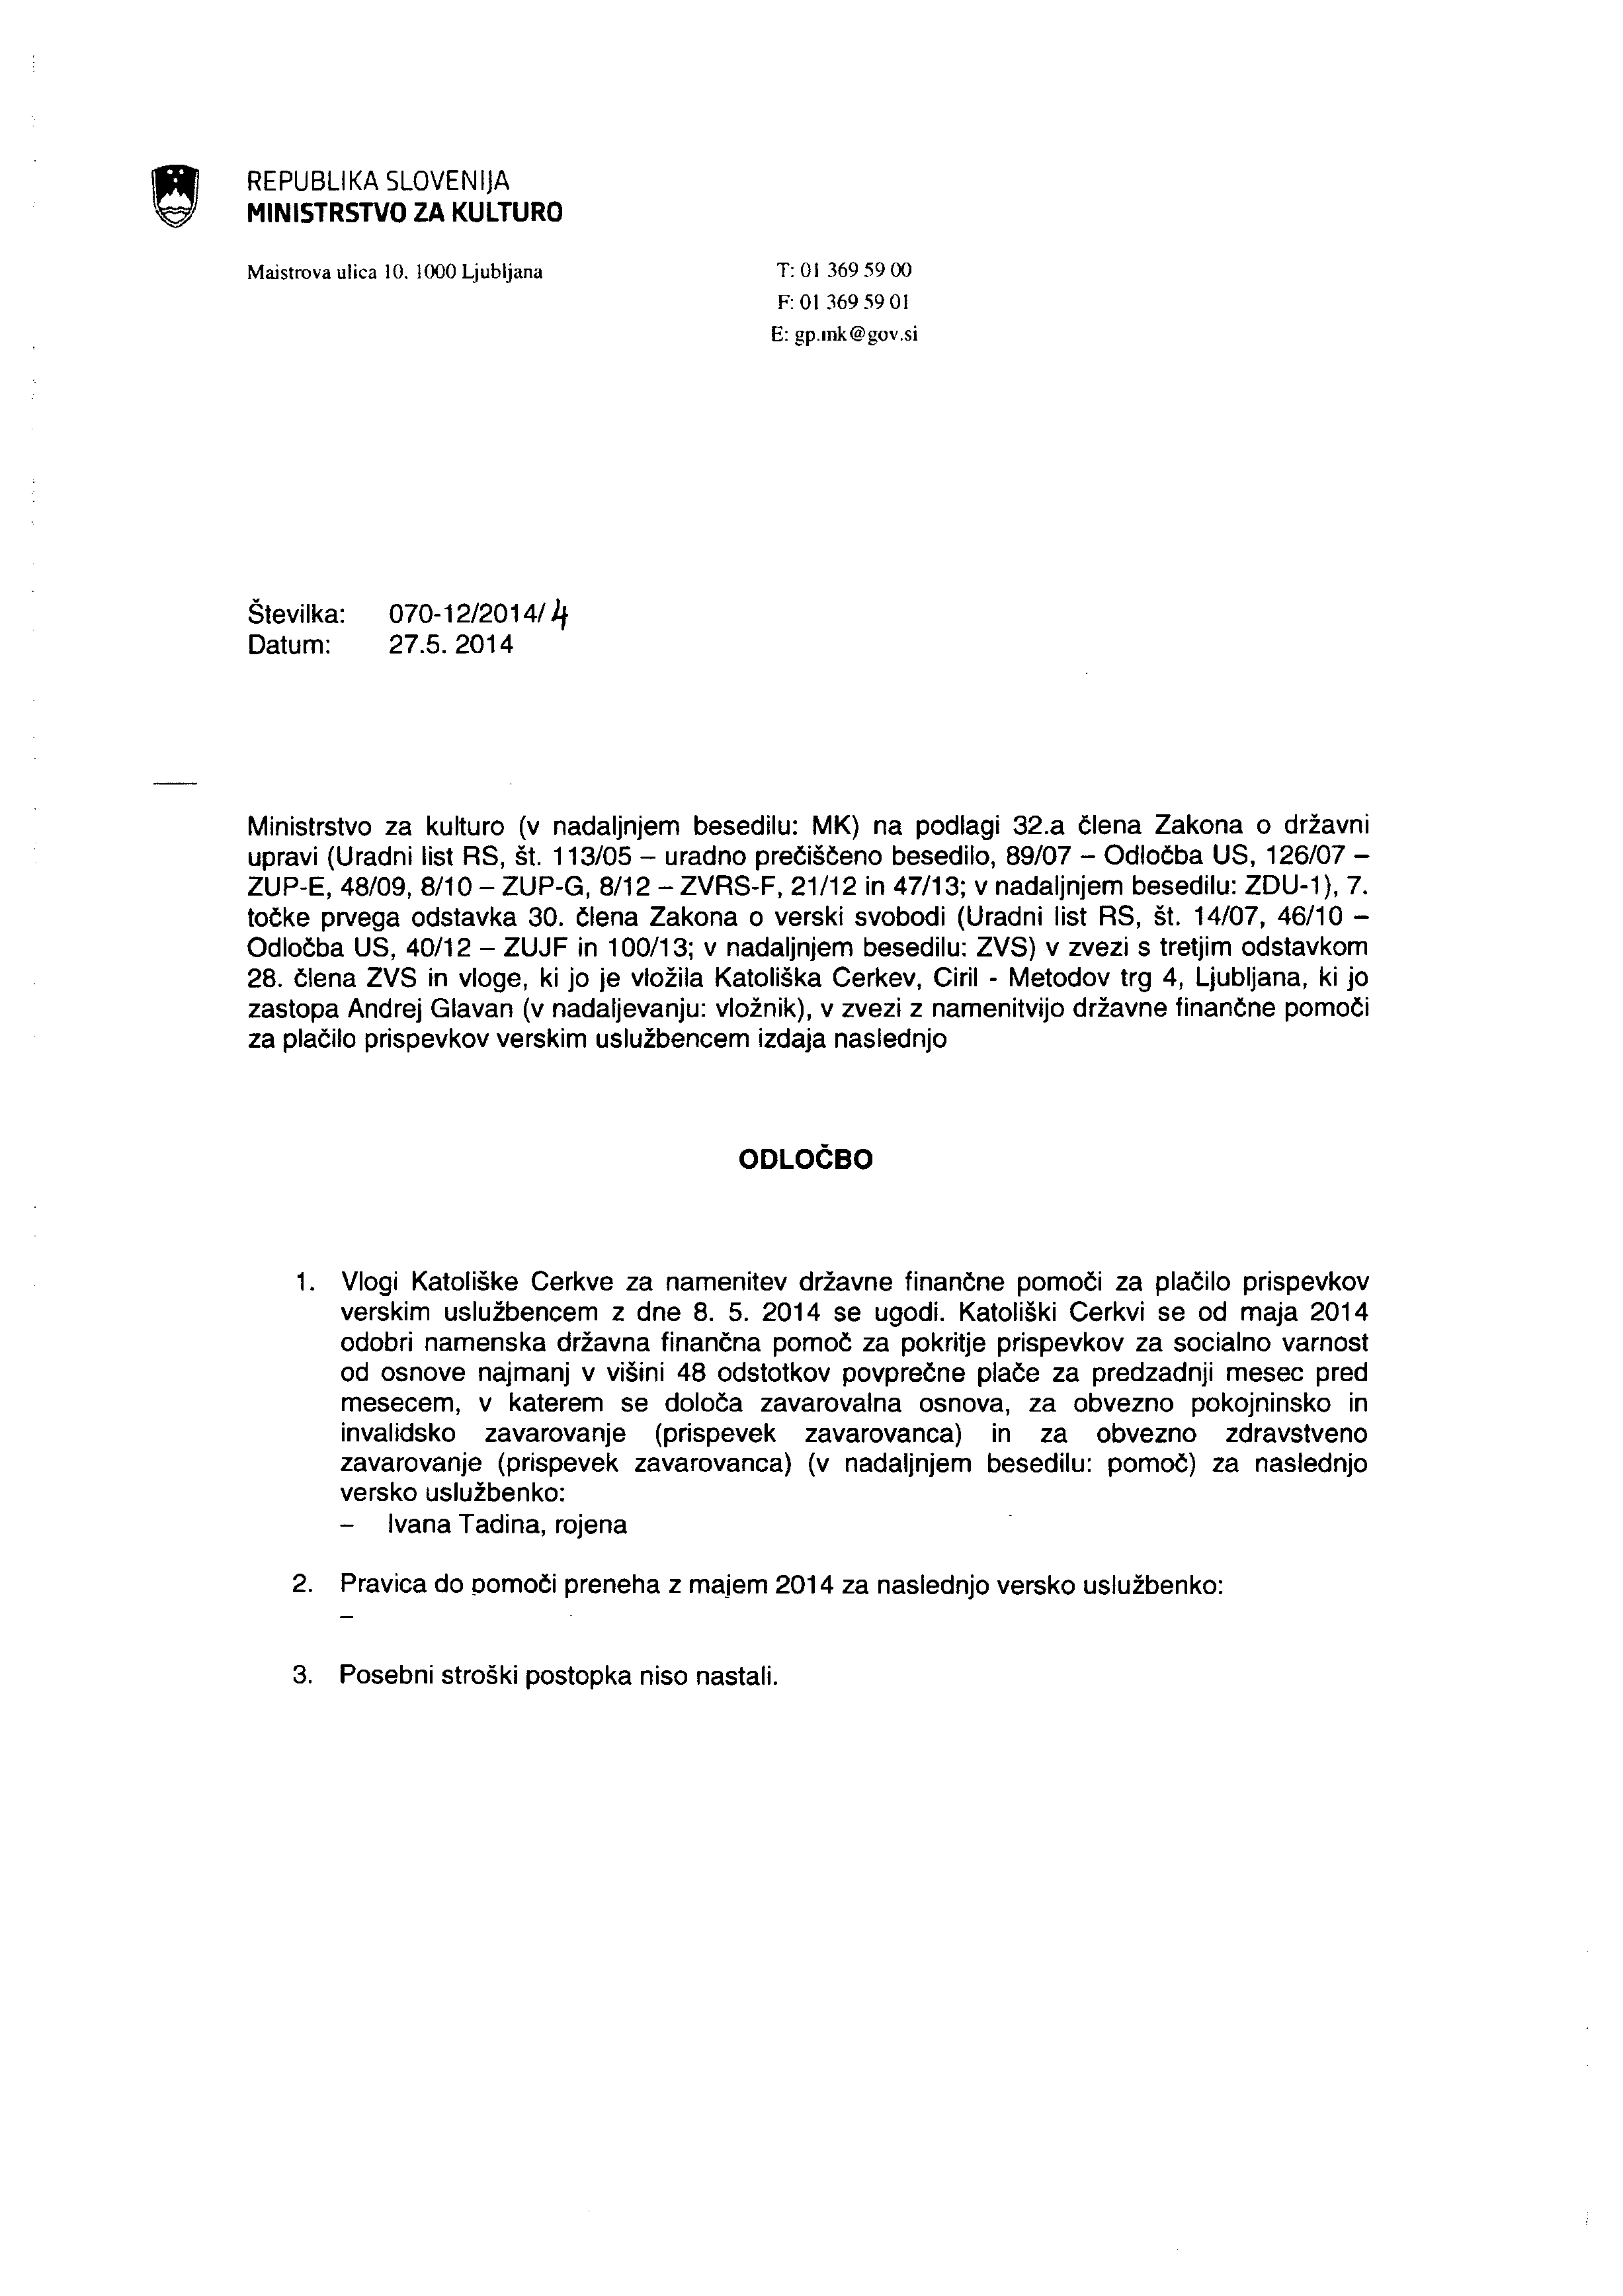 REPUBLIKA SLOVENIJA
MINISTRSTVO ZA KULTURO
Maistrova ulica 10, 1000 Ljubljana
T: 01 369 59 00
F: 01 369 59 01
E: gp.mk@gov.si
Številka: 070-12/2014/4
Datum: 27.5. 2014
Ministrstvo za kulturo (v nadaljnjem besedilu: MK) na podlagi 32.a člena Zakona o državni
upravi (Uradni list RS, št. 113/05 – uradno prečiščeno besedilo, 89/07 – Odločba US, 126/07 –
ZUP-E, 48/09, 8/10 – ZUP-G, 8/12 – ZVRS-F, 21/12 in 47/13; v nadaljnjem besedilu: ZDU-1), 7.
točke prvega odstavka 30. člena Zakona o verski svobodi (Uradni list RS, št. 14/07, 46/10 –
Odločba US, 40/12 – ZUJF in 100/13; v nadaljnjem besedilu: ZVS) v zvezi s tretjim odstavkom
28. člena ZVS in vloge, ki jo je vložila Katoliška Cerkev, Ciril - Metodov trg 4, Ljubljana, ki jo
zastopa Andrej Glavan (v nadaljevanju: vložnik), v zvezi z namenitvijo državne finančne pomoči
za plačilo prispevkov verskim uslužbencem izdaja naslednjo
ODLOČBO
1. Vlogi Katoliške Cerkve za namenitev državne finančne pomoči za plačilo prispevkov
verskim uslužbencem z dne 8. 5. 2014 se ugodi. Katoliški Cerkvi se od maja 2014
odobri namenska državna finančna pomoč za pokritje prispevkov za socialno varnost
od osnove najmanj v višini 48 odstotkov povprečne plače za predzadnji mesec pred
mesecem, v katerem se določa zavarovalna osnova, za obvezno pokojninsko in
invalidsko zavarovanje (prispevek zavarovanca) in za obvezno zdravstveno
zavarovanje (prispevek zavarovanca) (v nadaljnjem besedilu: pomoč) za naslednjo
versko uslužbenko:
– Ivana Tadina, rojena
2. Pravica do pomoči preneha z majem 2014 za naslednjo versko uslužbenko:
–
3. Posebni stroški postopka niso nastali.